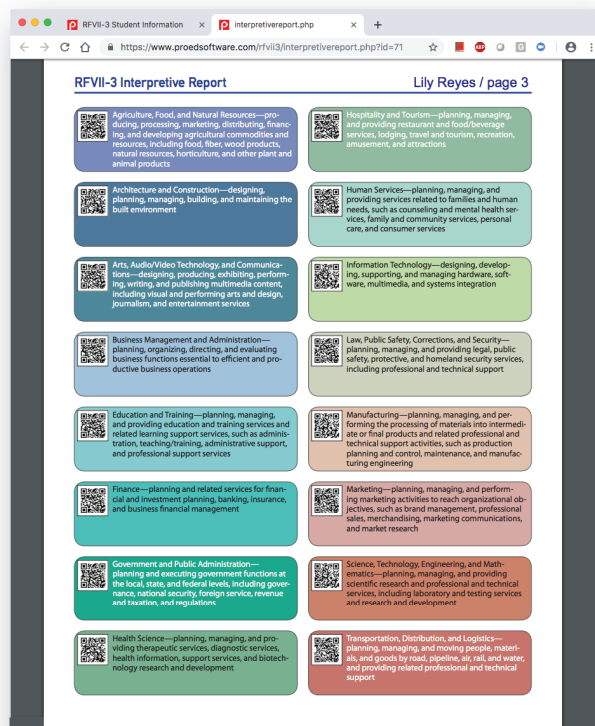 RFVII-3 Student Information
interpretivereport.php
https://www.proedsoftware.com/rfvii3/interpretivereport.php?id=71
ABP
G
RFVII-3 Interpretive Report
Lily Reyes / page 3
Agriculture, Food, and Natural Resources—pro-
ducing, processing, marketing, distributing, financ-
ing, and developing agricultural commodities and
resources, including food, fiber, wood products,
natural resources, horticulture, and other plant and
animal products
Architecture and Construction—designing,
planning, managing, building, and maintaining the
built environment
Arts, Audio/Video Technology, and Communica-
tions—designing, producing, exhibiting, perform-
ing, writing, and publishing multimedia content,
including visual and performing arts and design,
journalism, and entertainment services
Business Management and Administration—
planning, organizing, directing, and evaluating
business functions essential to efficient and pro-
ductive business operations
Education and Training—planning, managing,
and providing education and training services and
related learning support services, such as adminis-
tration, teaching/training, administrative support,
and professional support services
Finance—planning and related services for finan-
cial and investment planning, banking, insurance,
and business financial management
Government and Public Administration—
planning and executing government functions at
the local, state, and federal levels, including gover-
nance, national security, foreign service, revenue
and taxation, and regulations
Health Science—planning, managing, and pro-
viding therapeutic services, diagnostic services,
health information, support services, and biotech-
nology research and development
Hospitality and Tourism—planning, managing,
and providing restaurant and food/beverage
services, lodging, travel and tourism, recreation,
amusement, and attractions
Human Services—planning, managing, and
providing services related to families and human
needs, such as counseling and mental health ser-
vices, family and community services, personal
care, and consumer services
Information Technology—designing, develop-
ing, supporting, and managing hardware, soft-
ware, multimedia, and systems integration
Law, Public Safety, Corrections, and Security—
planning, managing, and providing legal, public
safety, protective, and homeland security services,
including professional and technical support
Manufacturing—planning, managing, and per-
forming the processing of materials into intermedi-
ate or final products and related professional and
technical support activities, such as production
planning and control, maintenance, and manufac-
turing engineering
Marketing—planning, managing, and perform-
ing marketing activities to reach organizational ob-
jectives, such as brand management, professional
sales, merchandising, marketing communications,
and market research
Science, Technology, Engineering, and Math-
ematics—planning, managing, and providing
scientific research and professional and technical
services, including laboratory and testing services
and research and development
Transportation, Distribution, and Logistics—
planning, managing, and moving people, materi-
als, and goods by road, pipeline, air, rail, and water,
and providing related professional and technical
support